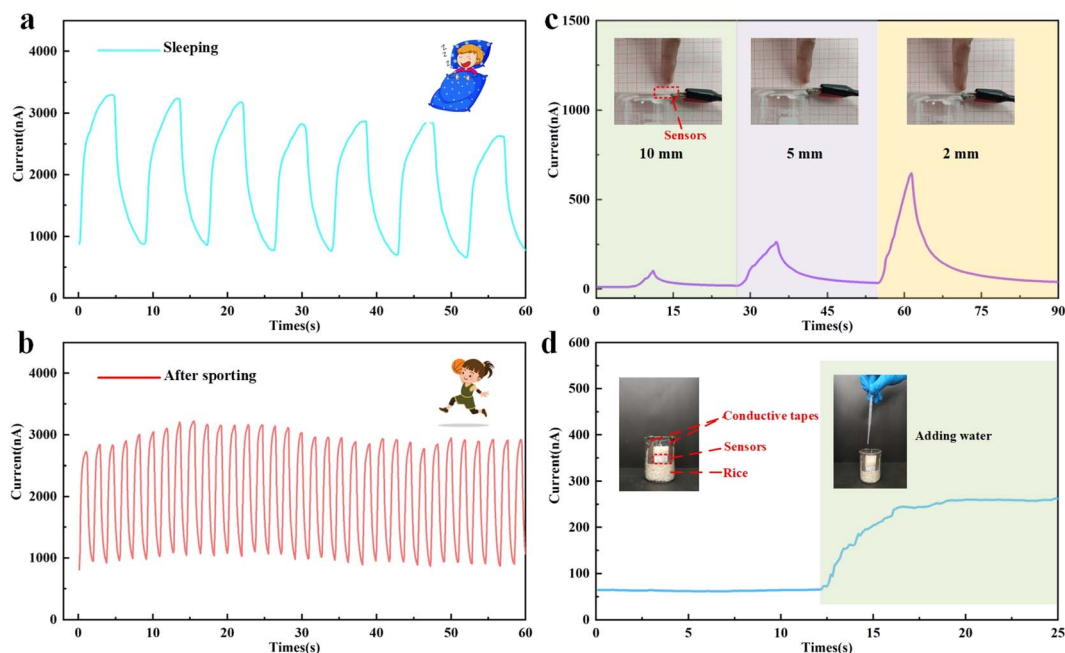 a
4000
3000
2000
1000
0
Current(nA)
Sleeping
z
z
z
0
10
20
30
40
50
60
Times(s)
b
4000
3000
2000
1000
0
Current(nA)
After sporting
0
10
20
30
40
50
60
Times(s)
c
1500
1000
500
250
0
Current(nA)
Sensors
10 mm
5 mm
2 mm
0
15
30
45
60
75
90
Times(s)
d
600
500
400
300
200
100
50
0
Current(nA)
Conductive tapes
Sensors
Rice
Adding water
0
5
10
15
20
25
Times(s)